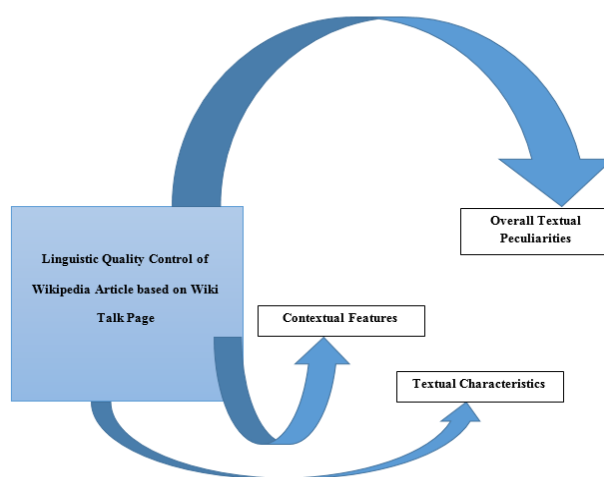 Overall Textual
Peculiarities
Linguistic Quality Control of
Wikipedia Article based on Wiki
Talk Page
Contextual Features
Textual Characteristics